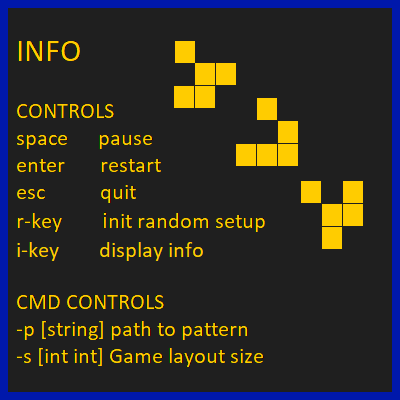 INFO
CONTROLS
space pause
enter restart
esc quit
r-key init random setup
i-key display info
CMD CONTROLS
-p [string] path to pattern
-s [int int] Game layout size